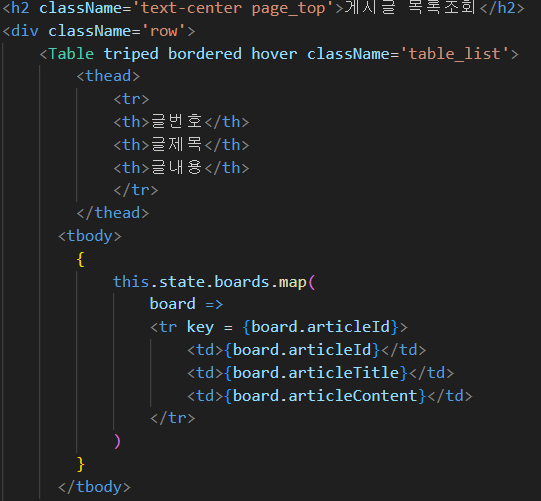 <h2 className='text-center page_top'>게시글 목록조회</h2>
<div className='row'>
<Table triped bordered hover className='table_list'>
<thead>
<tr>
<th>글번호</th>
<th>글제목</th>
<th>글내용</th>
</tr>
</thead>
<tbody>
{
this.state.boards.map(
board =>
<tr key = {board.articleId}>
<td>{board.articleId}</td>
<td>{board.articleTitle}</td>
<td>{board.articleContent}</td>
</tr>
)
}
</tbody>